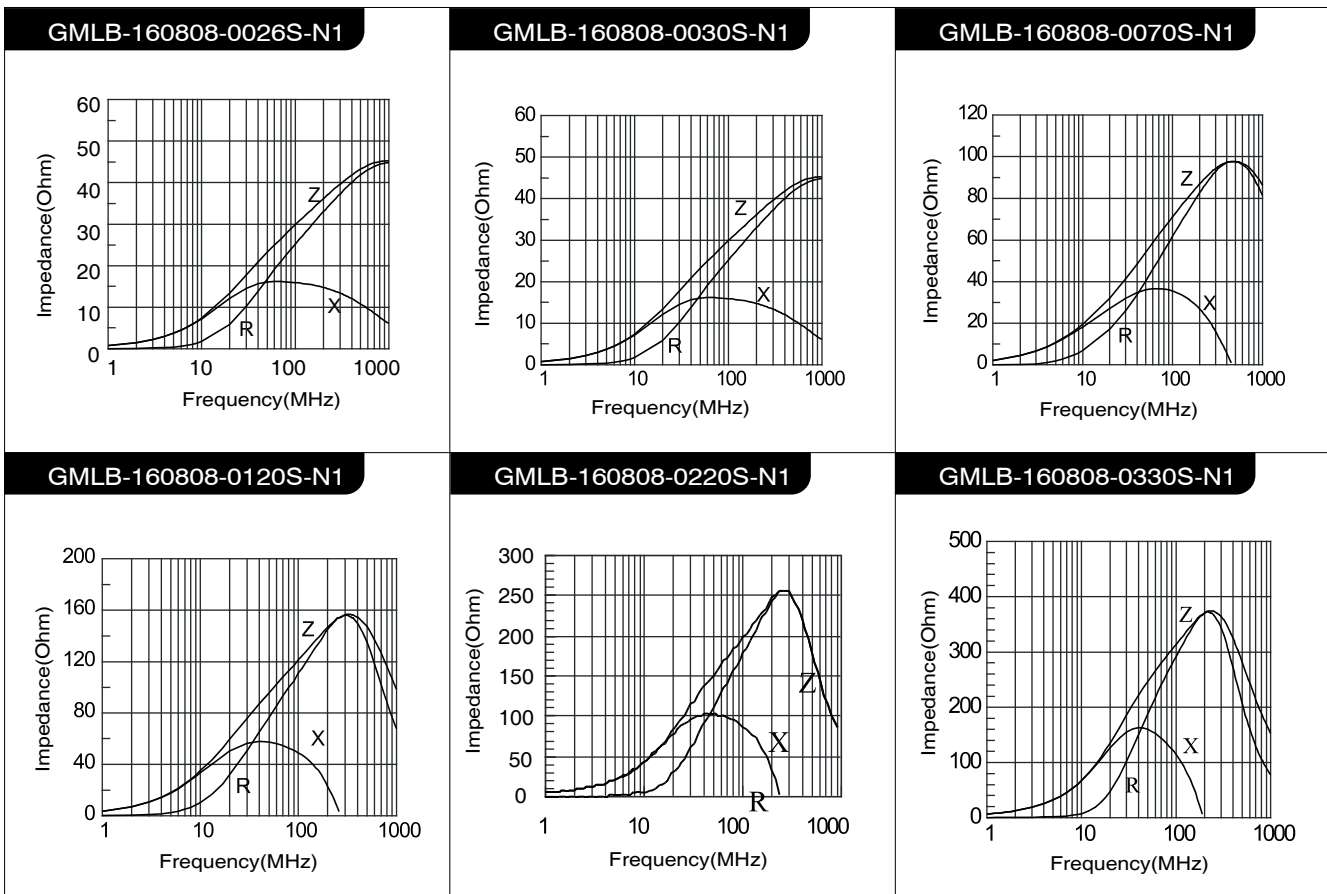 GMLB-160808-0026S-N1
60
50
40
30
20
10
0
Impedance(Ohm)
Z
X
R
1 10 100 1000
Frequency(MHz)
GMLB-160808-0030S-N1
60
50
40
30
20
10
0
Impedance(Ohm)
Z
X
R
1 10 100 1000
Frequency(MHz)
GMLB-160808-0070S-N1
120
100
80
60
40
20
0
Impedance(Ohm)
Z
X
R
1 10 100 1000
Frequency(MHz)
GMLB-160808-0120S-N1
200
160
120
80
40
0
Impedance(Ohm)
Z
X
R
1 10 100 1000
Frequency(MHz)
GMLB-160808-0220S-N1
300
250
200
150
100
50
0
Impedance(Ohm)
Z
X
R
1 10 100 1000
Frequency(MHz)
GMLB-160808-0330S-N1
500
400
300
200
100
0
Impedance(Ohm)
Z
X
R
1 10 100 1000
Frequency(MHz)